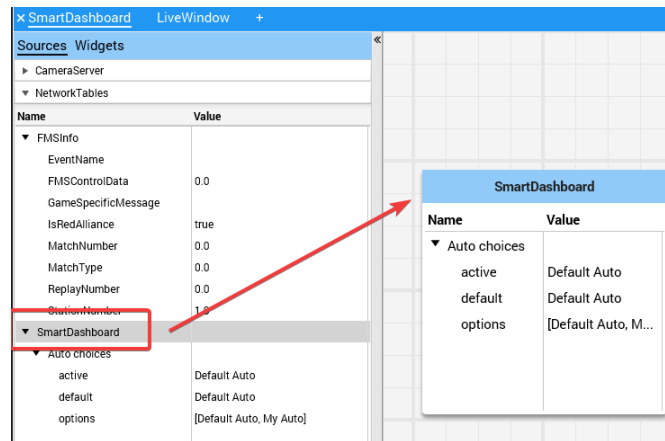 × SmartDashboard LiveWindow +
Sources Widgets
«
▶ CameraServer
▼ NetworkTables
Name Value
▼ FMSInfo
EventName
FMSControlData 0.0
GameSpecificMessage
IsRedAlliance true
MatchNumber 0.0
MatchType 0.0
ReplayNumber 0.0
StationNumber 1.0
▼ SmartDashboard
▼ Auto choices
active Default Auto
default Default Auto
options [Default Auto, My Auto]
SmartDashboard
Name Value
▼ Auto choices
active Default Auto
default Default Auto
options [Default Auto, M...